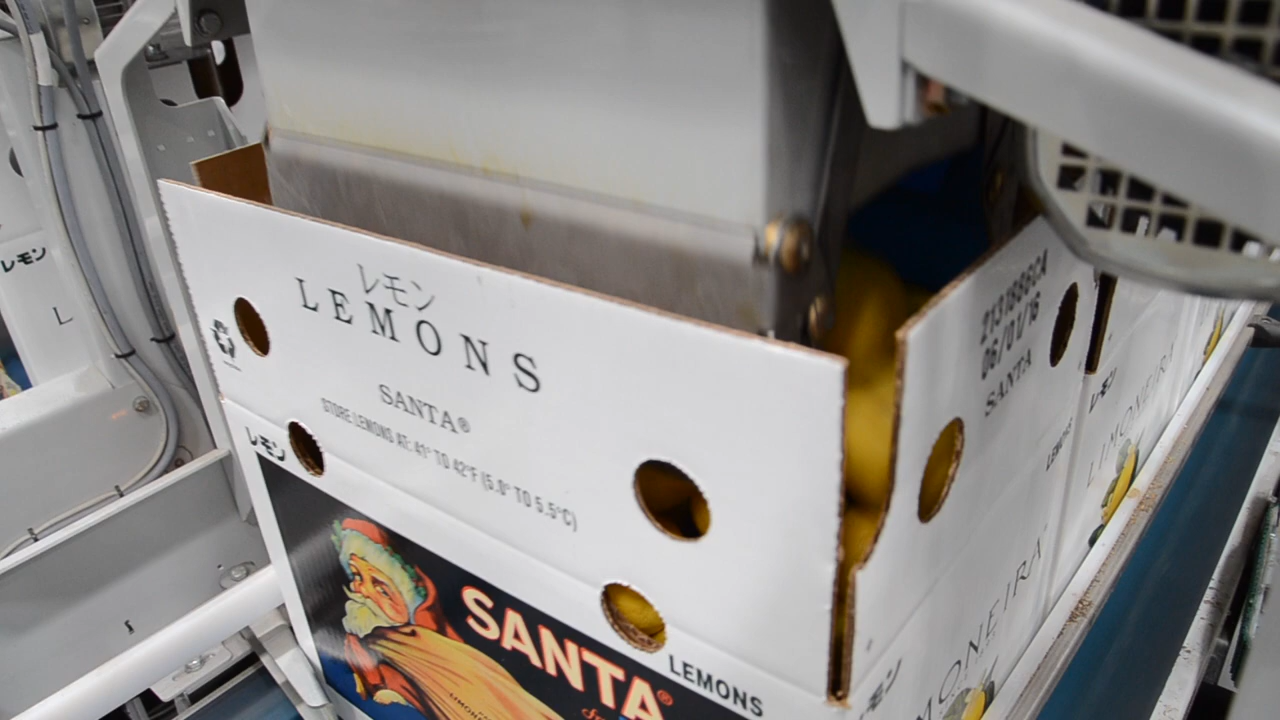 レモン
LEMONS
SANTA®
STORE LEMONS AT: 41° TO 42°F (5.0° TO 5.5°C)
レモン
SANTA®
LEMONS
06/01/16
SANTA
LEMONS
レモン
LIMONEIRA
レモン
L